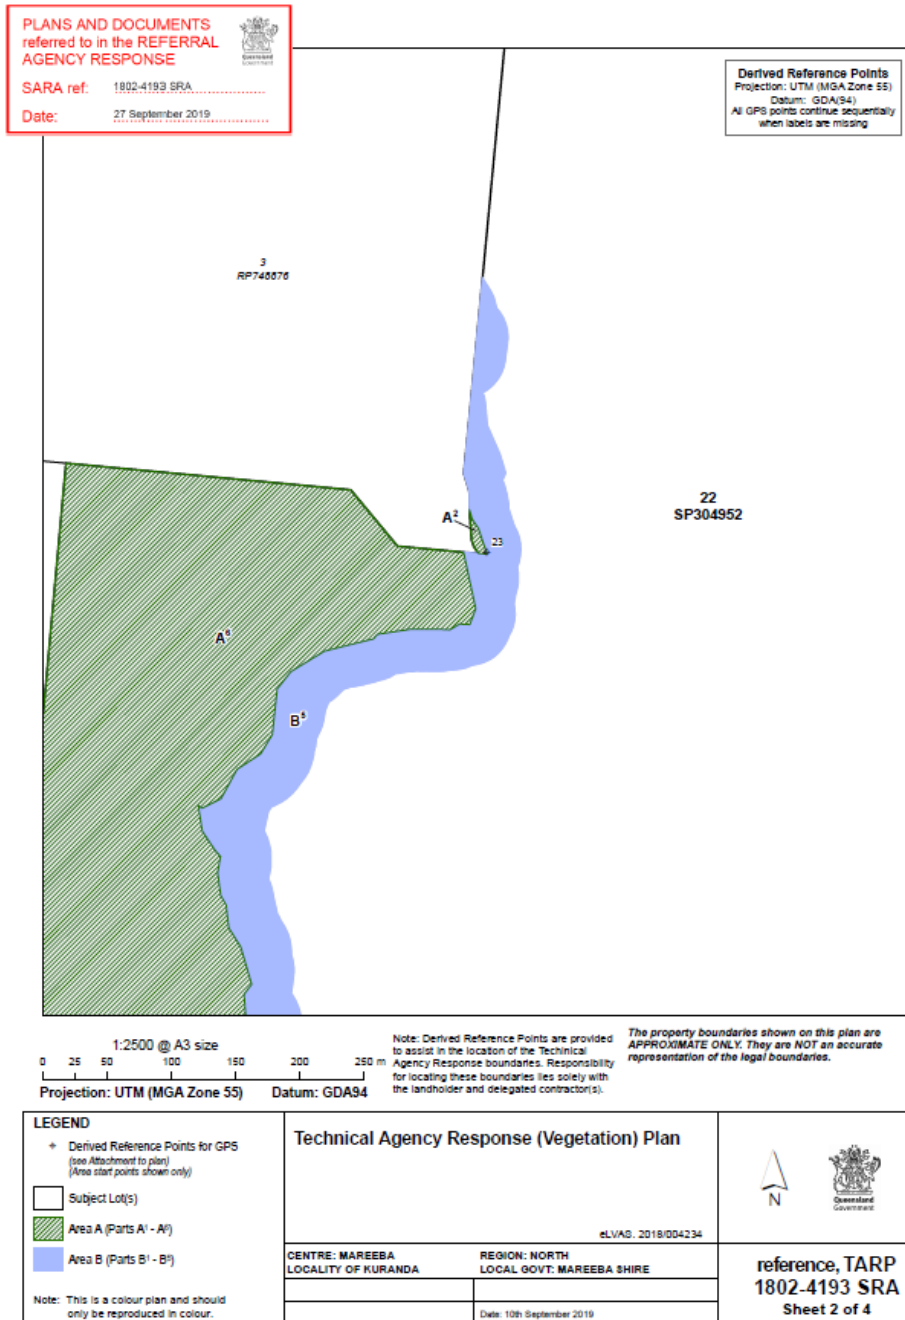 PLANS AND DOCUMENTS
referred to in the REFERRAL
AGENCY RESPONSE
Queensland
Government
SARA ref: 1802-4193 SRA
Date: 27 September 2019
Derived Reference Points
Projection: UTM (MGA Zone 55)
Datum: GDA(94)
All GPS points continue sequentially
when labels are missing
3
RP748876
22
SP304952
A²
23
B⁵
1:2500 @ A3 size
0 25 50 100 150 200 250 m
Projection: UTM (MGA Zone 55) Datum: GDA94
Note: Derived Reference Points are provided
to assist in the location of the Techinical
Agency Response boundaries. Responsibility
for locating these boundaries lies solely with
the landholder and delegated contractor(s).
The property boundaries shown on this plan are
APPROXIMATE ONLY. They are NOT an accurate
representation of the legal boundaries.
LEGEND
Derived Reference Points for GPS
(see Attachment to plan)
(Area start points shown only)
Subject Lot(s)
Area A (Parts A¹ - A⁶)
Area B (Parts B¹ - B⁵)
Note: This is a colour plan and should
only be reproduced in colour.
Technical Agency Response (Vegetation) Plan
eLVAS. 2018/004234
CENTRE: MAREEBA
LOCALITY OF KURANDA
REGION: NORTH
LOCAL GOVT: MAREEBA SHIRE
Date: 10th September 2019
N
Queensland
Government
reference, TARP
1802-4193 SRA
Sheet 2 of 4